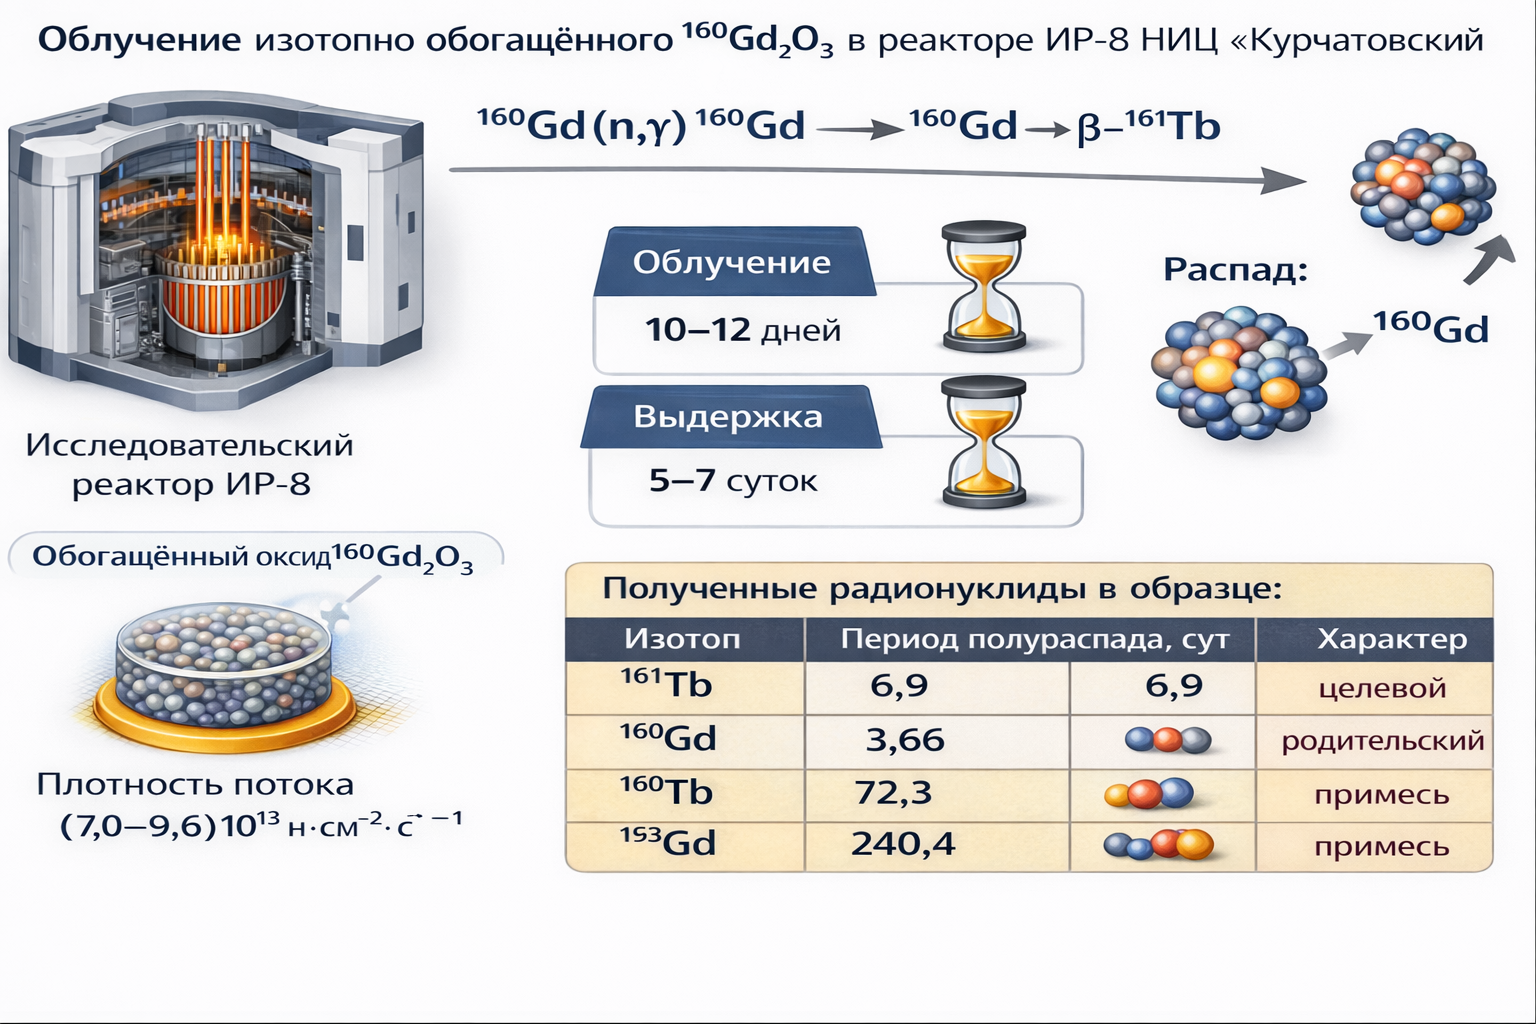 Облучение изотопно обогащённого ¹⁶⁰Gd₂O₃ в реакторе ИР-8 НИЦ «Курчатовский
¹⁶⁰Gd(n,γ) ¹⁶⁰Gd → ¹⁶⁰Gd → β–¹⁶¹Tb
Облучение
10–12 дней
Выдержка
5–7 суток
Распад:
¹⁶⁰Gd
Исследовательский
реактор ИР-8
Обогащённый оксид¹⁶⁰Gd₂O₃
Плотность потока
(7,0–9,6)10¹³ н·см⁻²·с⁻¹
Полученные радионуклиды в образце:
Изотоп Период полураспада, сут Характер
¹⁶¹Tb 6,9 6,9 целевой
¹⁶⁰Gd 3,66 родительский
¹⁶⁰Tb 72,3 примесь
¹⁵³Gd 240,4 примесь